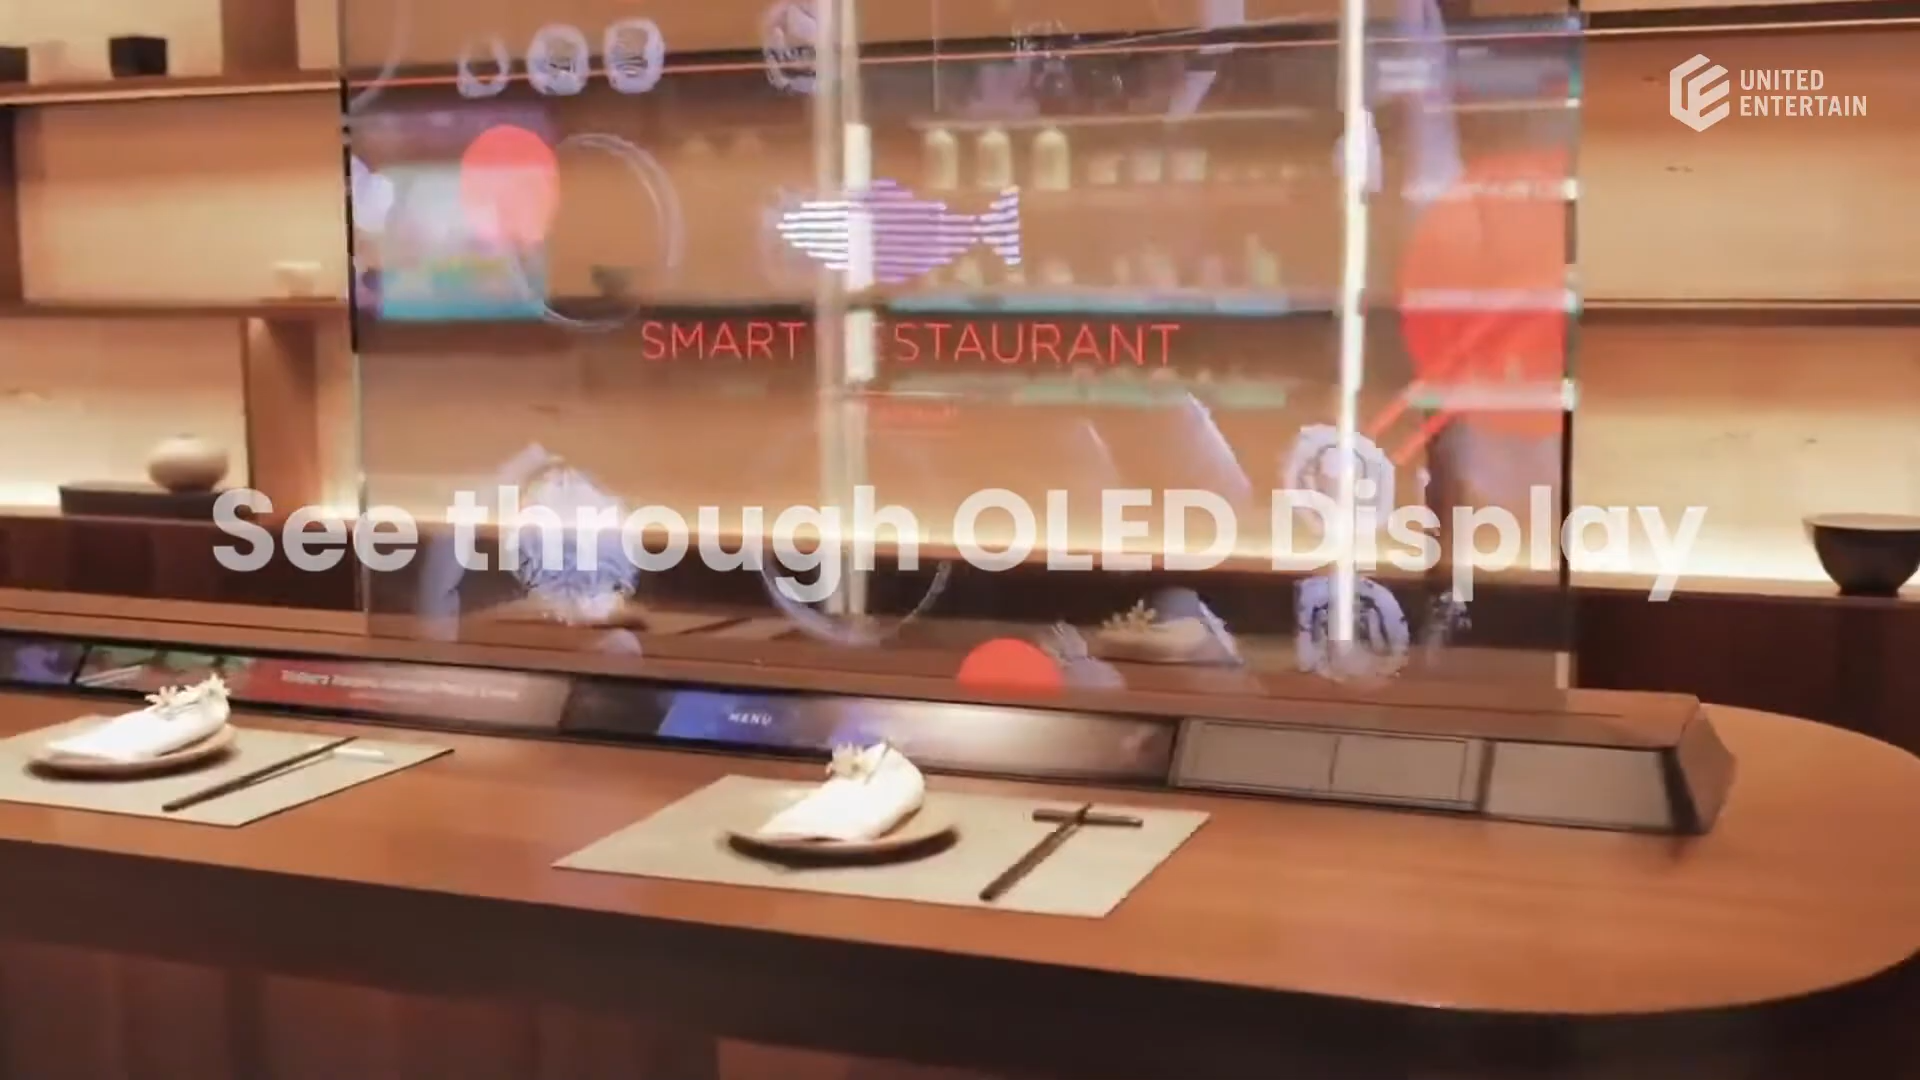 UNITED
ENTERTAIN
SMART RESTAURANT
See through OLED Display
MENU